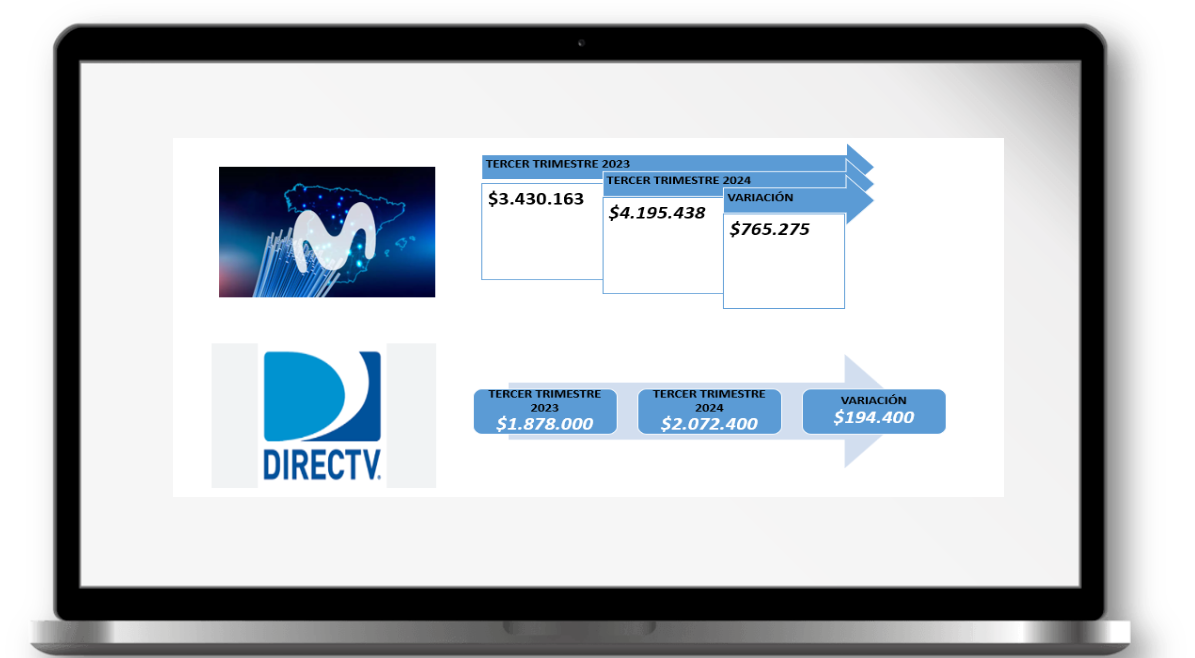 TERCER TRIMESTRE 2023
$3.430.163
TERCER TRIMESTRE 2024
$4.195.438
VARIACIÓN
$765.275
DIRECTV.
TERCER TRIMESTRE
2023
$1.878.000
TERCER TRIMESTRE
2024
$2.072.400
VARIACIÓN
$194.400